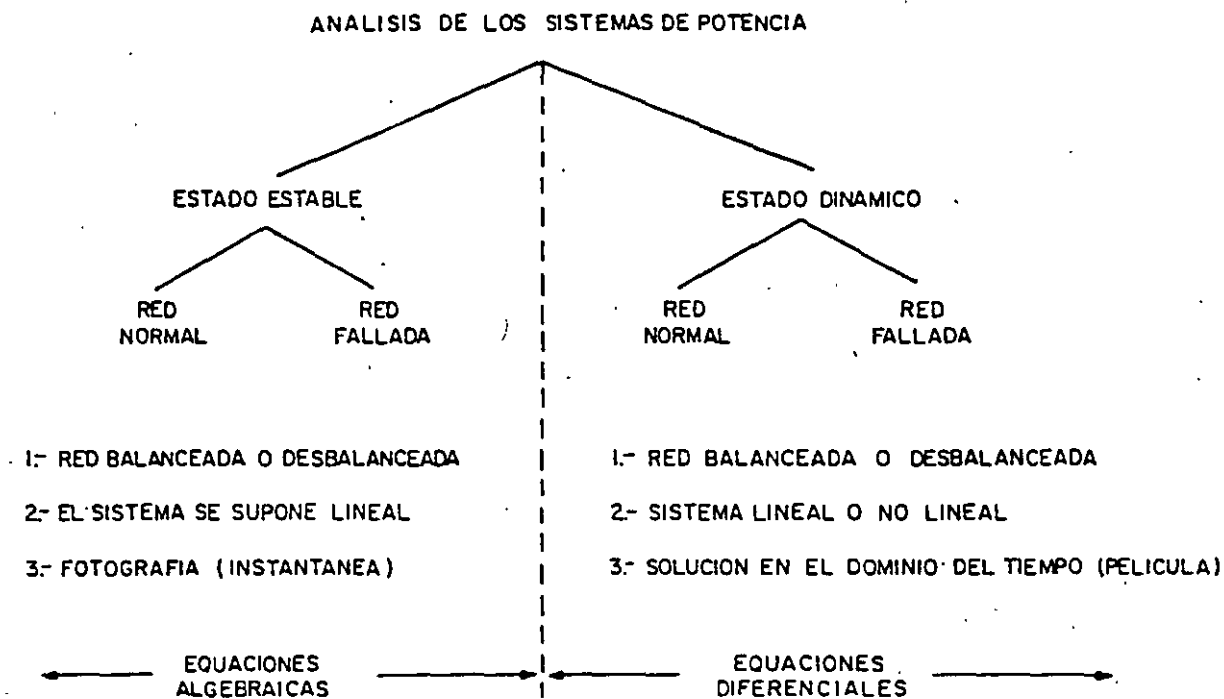 ANALISIS DE LOS SISTEMAS DE POTENCIA
ESTADO ESTABLE
RED
NORMAL
RED
FALLADA
1.- RED BALANCEADA O DESBALANCEADA
2.- EL SISTEMA SE SUPONE LINEAL
3.- FOTOGRAFIA (INSTANTANEA)
EQUACIONES
ALGEBRAICAS
ESTADO DINAMICO
RED
NORMAL
RED
FALLADA
1.- RED BALANCEADA O DESBALANCEADA
2.- SISTEMA LINEAL O NO LINEAL
3.- SOLUCION EN EL DOMINIO DEL TIEMPO (PELICULA)
EQUACIONES
DIFERENCIALES